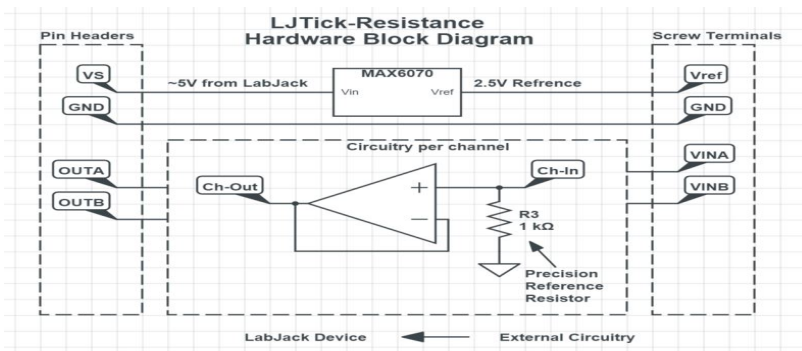 LJTick-Resistance
Hardware Block Diagram
Pin Headers
Screw Terminals
VS
~5V from LabJack
MAX6070
Vin
Vref
2.5V Refrence
Vref
GND
GND
Circuitry per channel
OUTA
OUTB
Ch-Out
+
−
Ch-In
R3
1 kΩ
VINA
VINB
Precision
Reference
Resistor
LabJack Device
External Circuitry